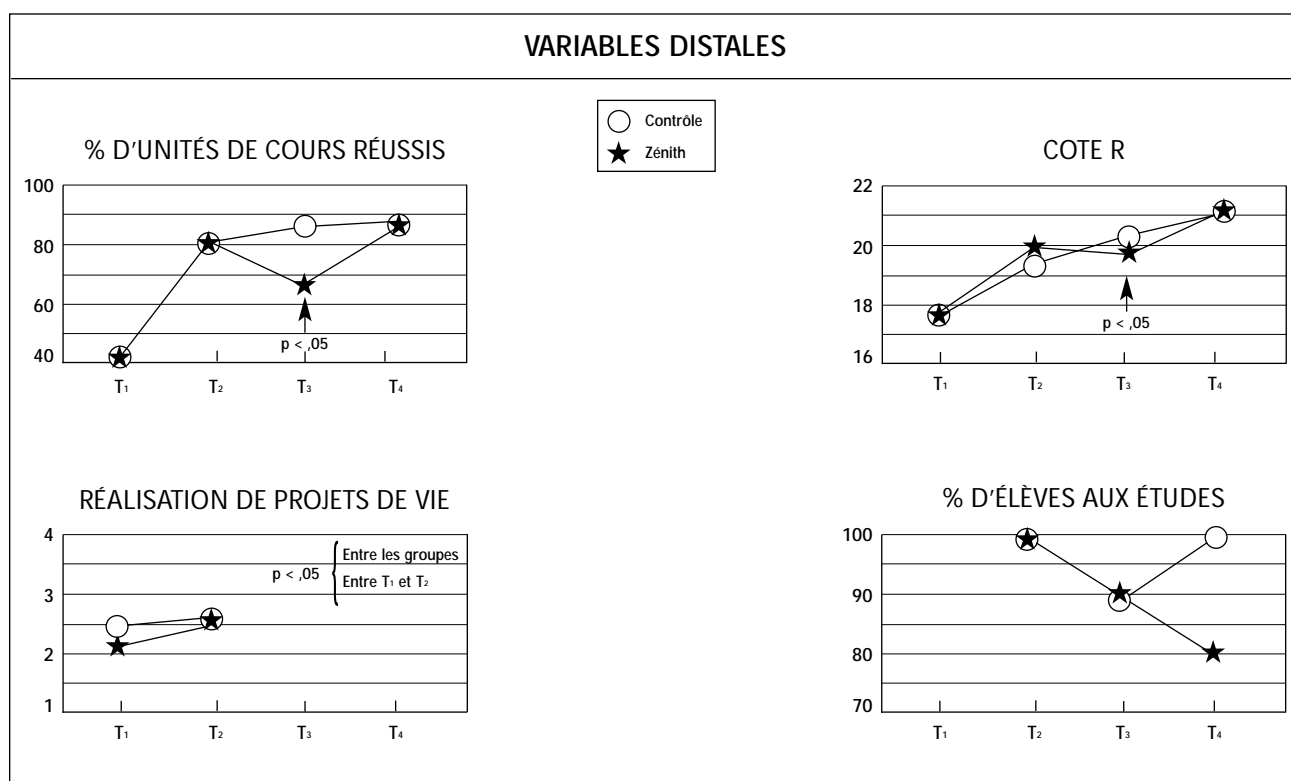 VARIABLES DISTALES
Contrôle
Zénith
% D'UNITÉS DE COURS RÉUSSIS
100
80
60
40
p < ,05
T1 T2 T3 T4
COTE R
22
20
18
16
p < ,05
T1 T2 T3 T4
RÉALISATION DE PROJETS DE VIE
4
3
2
1
Entre les groupes
p < ,05
Entre T1 et T2
T1 T2 T3 T4
% D'ÉLÈVES AUX ÉTUDES
100
90
80
70
T1 T2 T3 T4